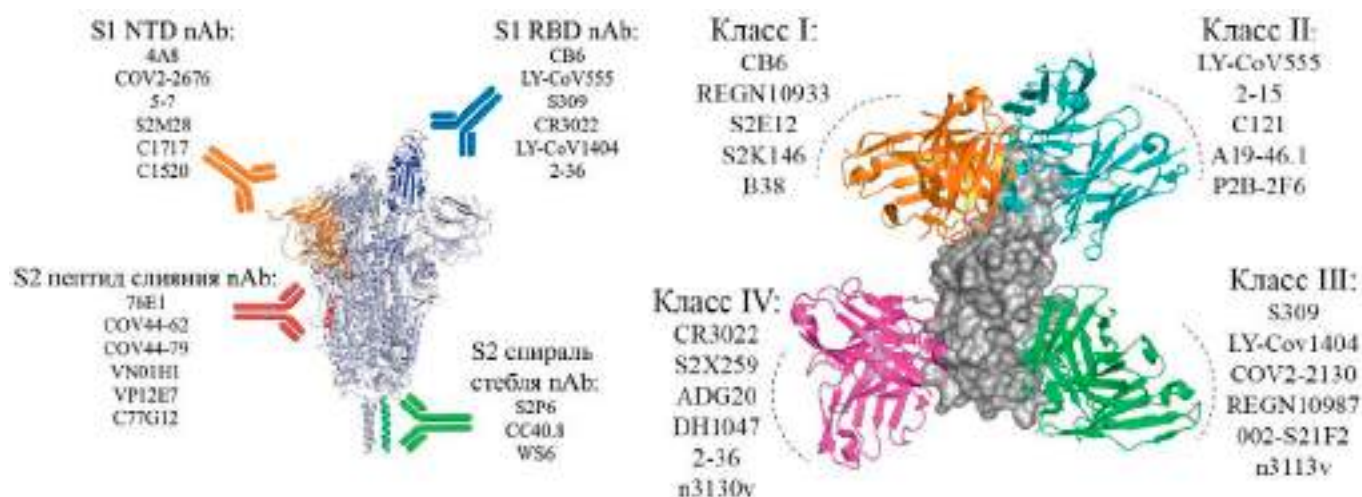 S1 NTD nAb:
4A8
COV2-2676
5-7
S2M28
C1717
C1520
S1 RBD nAb:
CB6
LY-CoV555
S309
CR3022
LY-CoV1404
2-36
S2 пептид слияния nAb:
76E1
COV44-62
COV44-79
VN01H1
VP12E7
C77G12
S2 спираль
стебля nAb:
S2P6
CC40.8
WS6
Класс I:
CB6
REGN10933
S2E12
S2K146
B38
Класс II:
LY-CoV555
2-15
C121
A19-46.1
P2B-2F6
Класс IV:
CR3022
S2X259
ADG20
DH1047
2-36
n3130v
Класс III:
S309
LY-Cov1404
COV2-2130
REGN10987
002-S21F2
n3113v